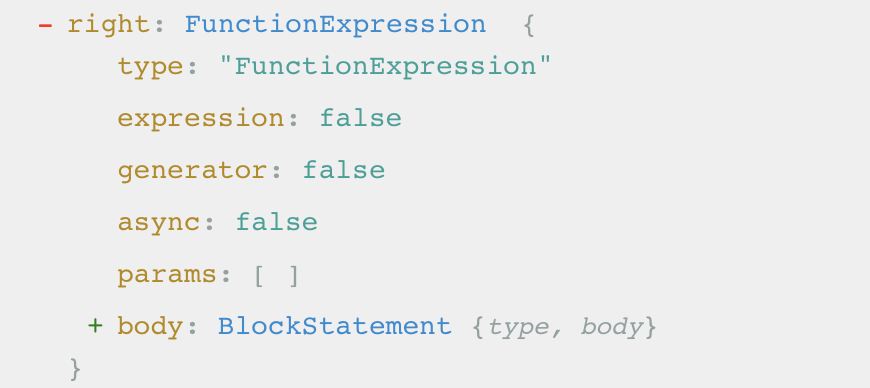 - right: FunctionExpression {
type: "FunctionExpression"
expression: false
generator: false
async: false
params: [ ]
+ body: BlockStatement {type, body}
}